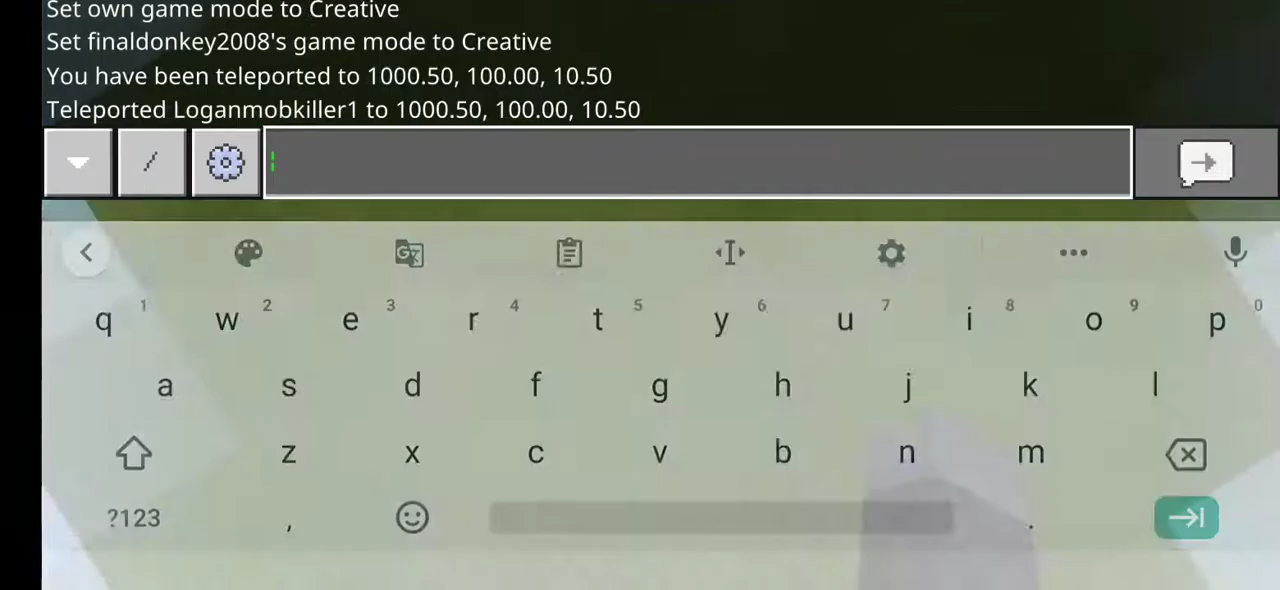 Set own game mode to Creative
Set finaldonkey2008's game mode to Creative
You have been teleported to 1000.50, 100.00, 10.50
Teleported Loganmobkiller1 to 1000.50, 100.00, 10.50
/
q 1 w 2 e 3 r 4 t 5 y 6 u 7 i 8 o 9 p 0
a s d f g h j k l
z x c v b n m
?123 , .